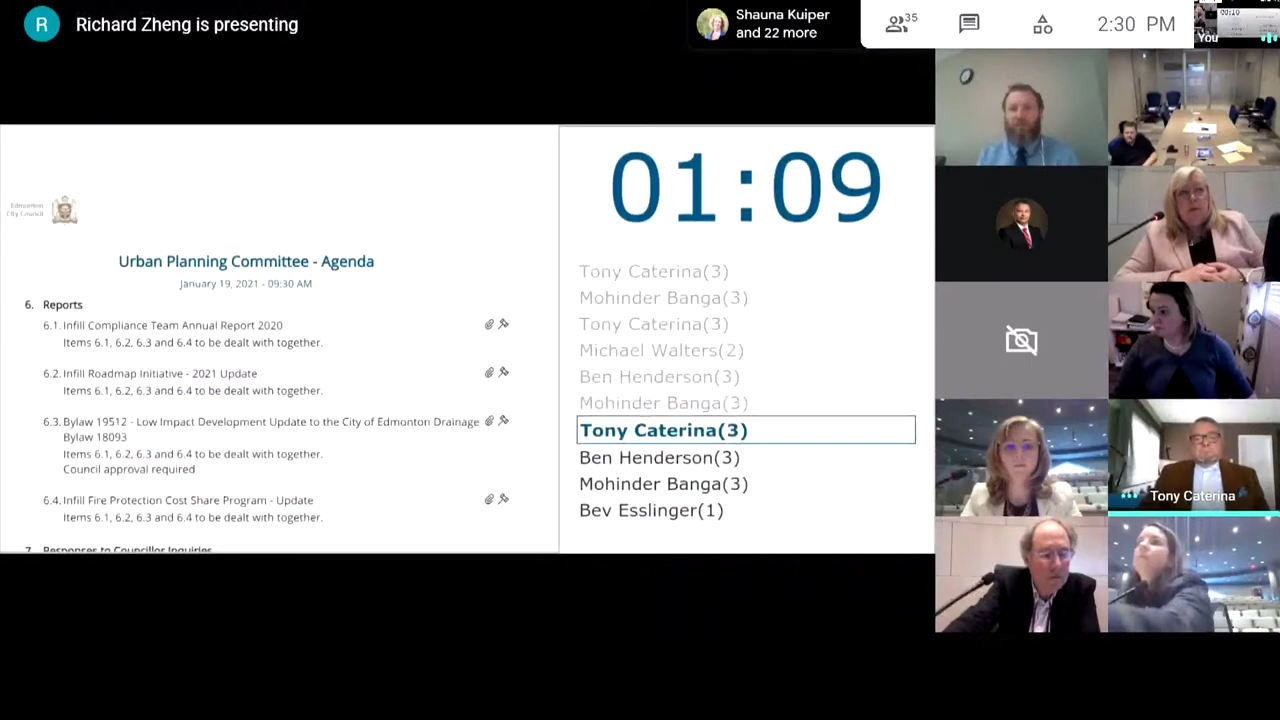 R
Richard Zheng is presenting
Shauna Kuiper
and 22 more
35
2:30 PM
You
Edmonton
City Council
Urban Planning Committee - Agenda
January 19, 2021 - 09:30 AM
6. Reports
6.1. Infill Compliance Team Annual Report 2020
Items 6.1, 6.2, 6.3 and 6.4 to be dealt with together.
6.2. Infill Roadmap Initiative - 2021 Update
Items 6.1, 6.2, 6.3 and 6.4 to be dealt with together.
6.3. Bylaw 19512 - Low Impact Development Update to the City of Edmonton Drainage
Bylaw 18093
Items 6.1, 6.2, 6.3 and 6.4 to be dealt with together.
Council approval required
6.4. Infill Fire Protection Cost Share Program - Update
Items 6.1, 6.2, 6.3 and 6.4 to be dealt with together.
7. Responses to Councillor Inquiries
01:09
Tony Caterina(3)
Mohinder Banga(3)
Tony Caterina(3)
Michael Walters(2)
Ben Henderson(3)
Mohinder Banga(3)
Tony Caterina(3)
Ben Henderson(3)
Mohinder Banga(3)
Bev Esslinger(1)
Tony Caterina